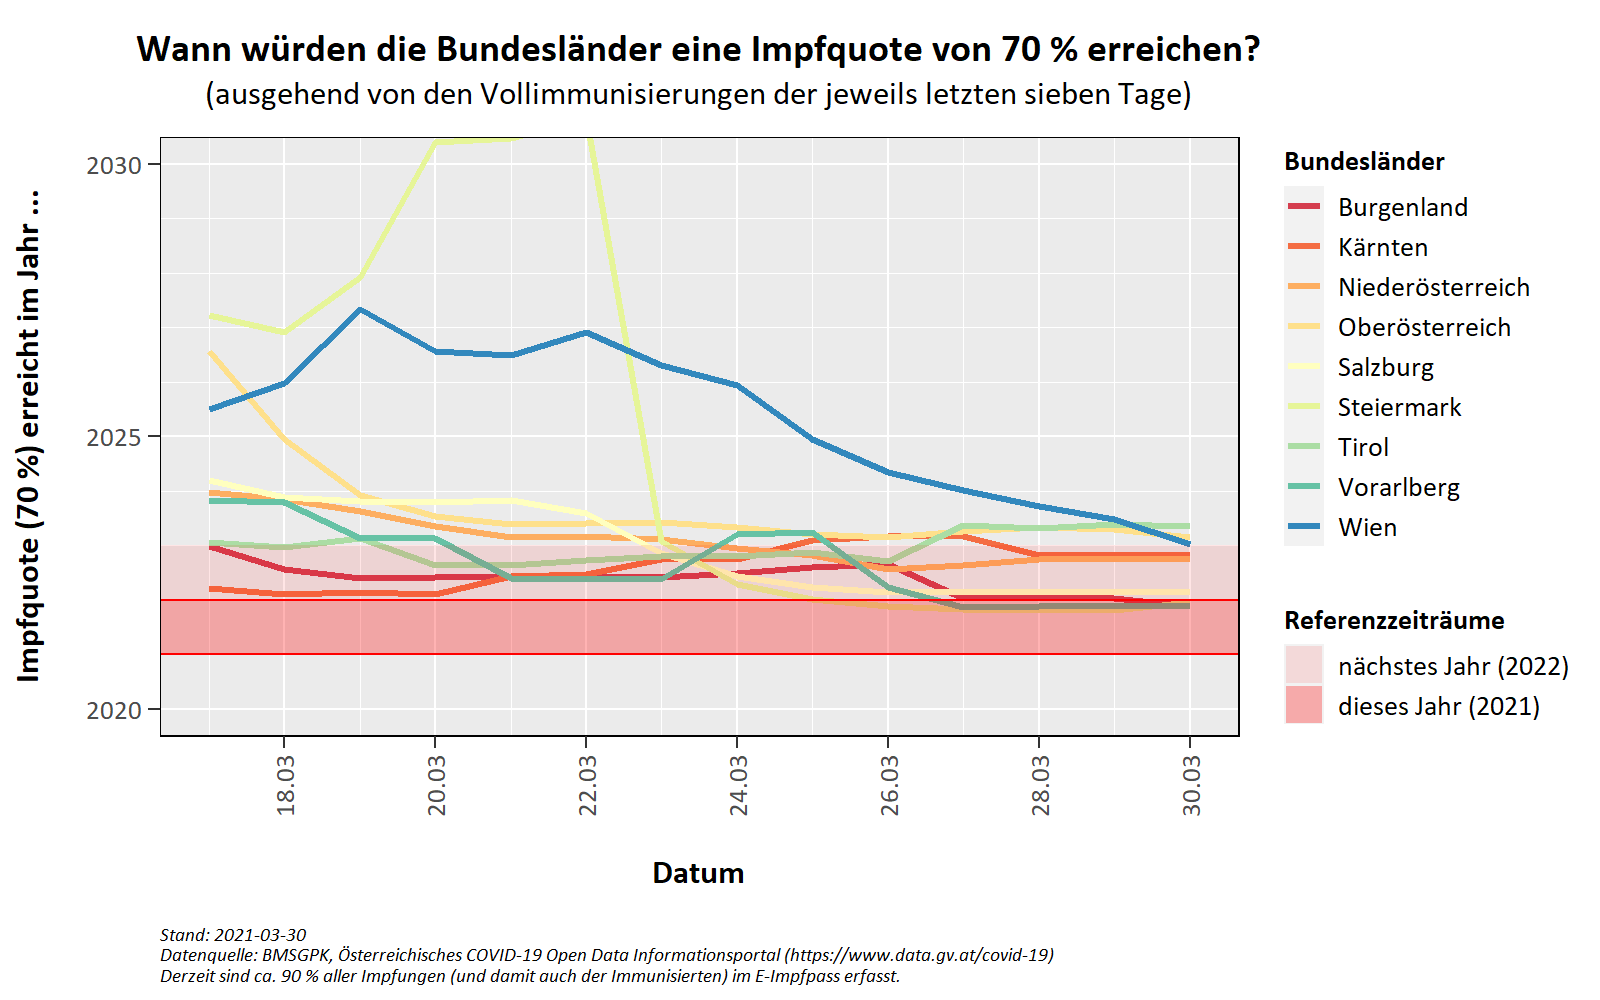 Wann würden die Bundesländer eine Impfquote von 70 % erreichen?
(ausgehend von den Vollimmunisierungen der jeweils letzten sieben Tage)
Impfquote (70 %) erreicht im Jahr ...
2030
2025
2020
18.03
20.03
22.03
24.03
26.03
28.03
30.03
Datum
Bundesländer
Burgenland
Kärnten
Niederösterreich
Oberösterreich
Salzburg
Steiermark
Tirol
Vorarlberg
Wien
Referenzzeiträume
nächstes Jahr (2022)
dieses Jahr (2021)
Stand: 2021-03-30
Datenquelle: BMSGPK, Österreichisches COVID-19 Open Data Informationsportal (https://www.data.gv.at/covid-19)
Derzeit sind ca. 90 % aller Impfungen (und damit auch der Immunisierten) im E-Impfpass erfasst.